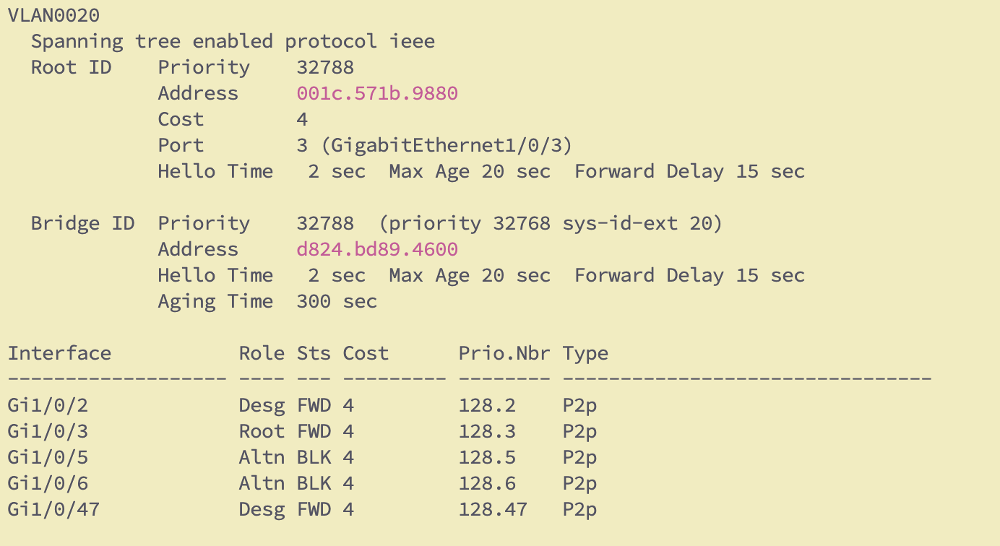 VLAN0020
  Spanning tree enabled protocol ieee
  Root ID    Priority    32788
             Address     001c.571b.9880
             Cost        4
             Port        3 (GigabitEthernet1/0/3)
             Hello Time   2 sec  Max Age 20 sec  Forward Delay 15 sec

  Bridge ID  Priority    32788  (priority 32768 sys-id-ext 20)
             Address     d824.bd89.4600
             Hello Time   2 sec  Max Age 20 sec  Forward Delay 15 sec
             Aging Time  300 sec

Interface           Role Sts Cost      Prio.Nbr Type
------------------- ---- --- --------- -------- --------------------------------
Gi1/0/2             Desg FWD 4         128.2    P2p
Gi1/0/3             Root FWD 4         128.3    P2p
Gi1/0/5             Altn BLK 4         128.5    P2p
Gi1/0/6             Altn BLK 4         128.6    P2p
Gi1/0/47            Desg FWD 4         128.47   P2p